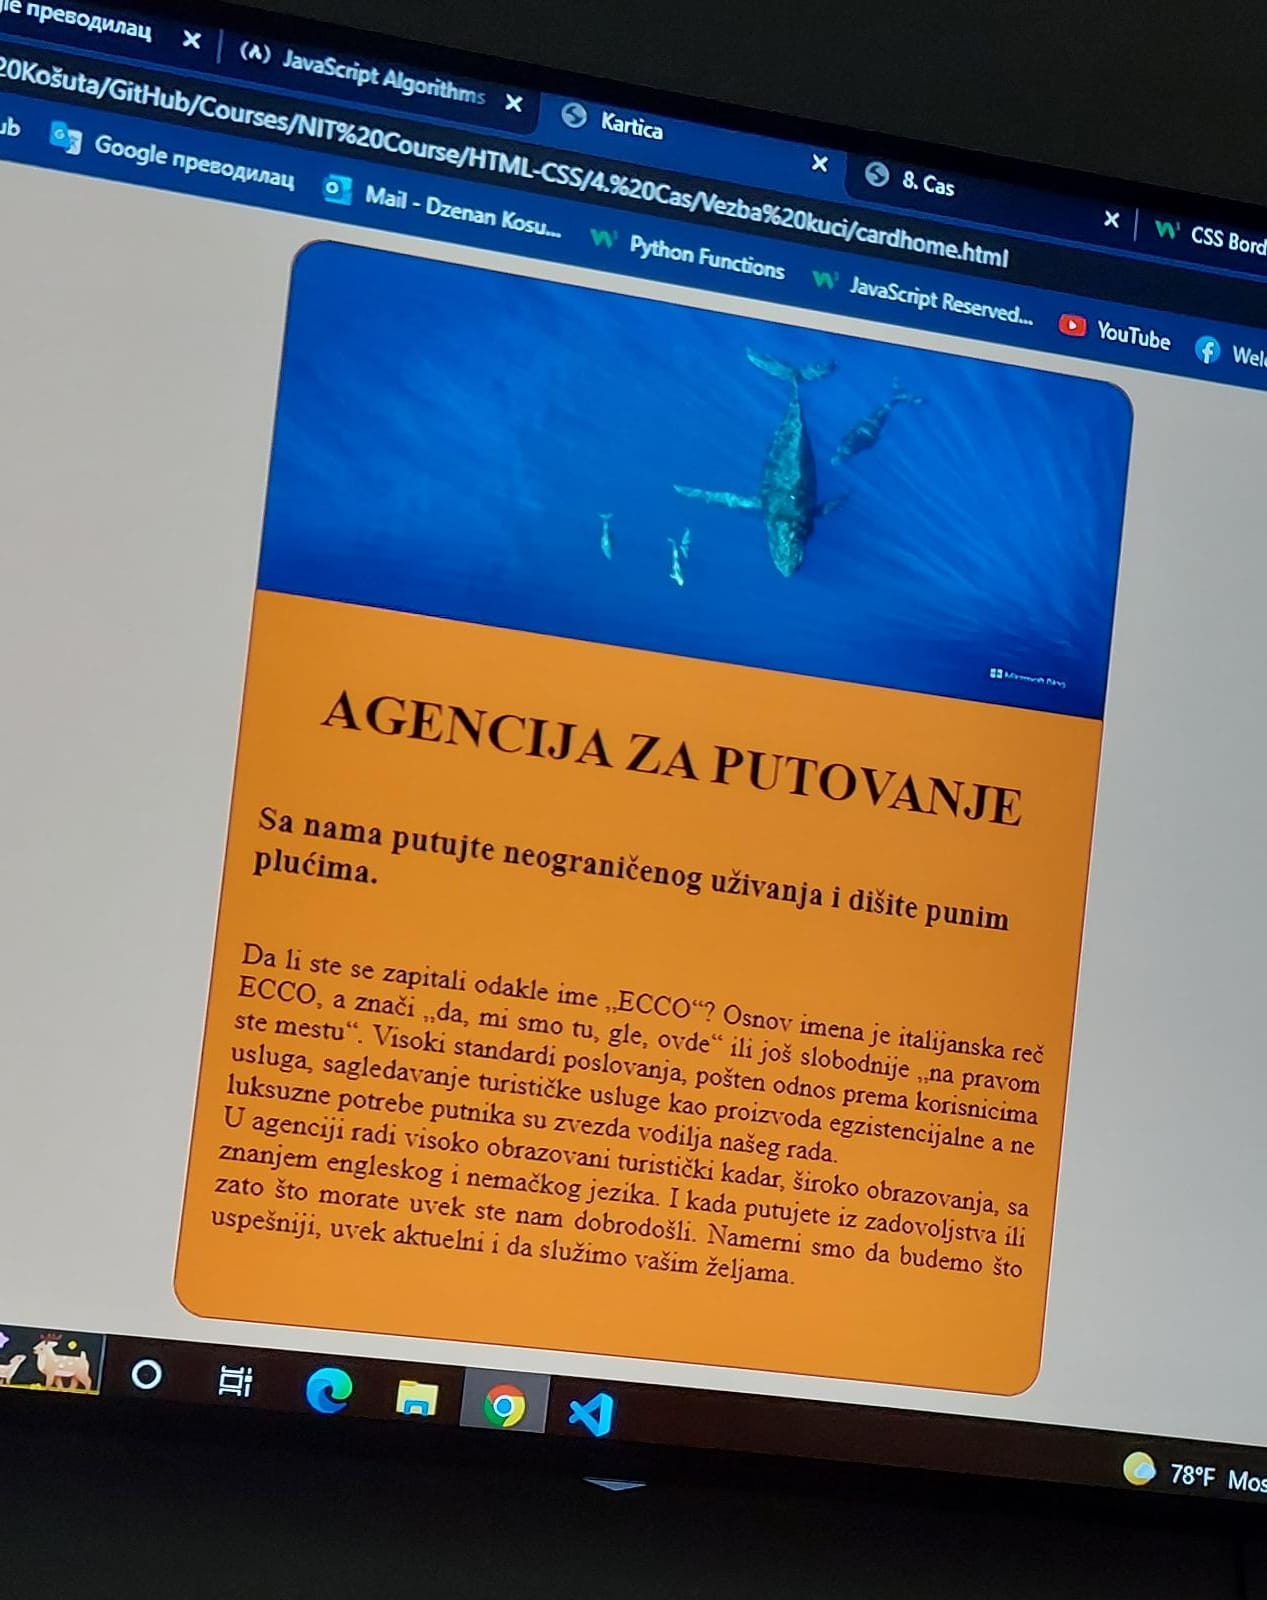 преводилац
JavaScript Algorithms
Kartica
8. Cas
CSS Bord
20Košuta/GitHub/Courses/NIT%20Course/HTML-CSS/4.%20Cas/Vezba%20kuci/cardhome.html
ub
Google преводилац
Mail - Dzenan Kosu...
Python Functions
JavaScript Reserved...
YouTube
Wel
Microsoft Bing
AGENCIJA ZA PUTOVANJE
Sa nama putujte neograničenog uživanja i dišite punim
plućima.
Da li ste se zapitali odakle ime „ECCO“? Osnov imena je italijanska reč
ECCO, a znači „da, mi smo tu, gle, ovde“ ili još slobodnije „na pravom
ste mestu“. Visoki standardi poslovanja, pošten odnos prema korisnicima
usluga, sagledavanje turističke usluge kao proizvoda egzistencijalne a ne
luksuzne potrebe putnika su zvezda vodilja našeg rada.
U agenciji radi visoko obrazovani turistički kadar, široko obrazovanja, sa
znanjem engleskog i nemačkog jezika. I kada putujete iz zadovoljstva ili
zato što morate uvek ste nam dobrodošli. Namerni smo da budemo što
uspešniji, uvek aktuelni i da služimo vašim željama.
78°F Mos